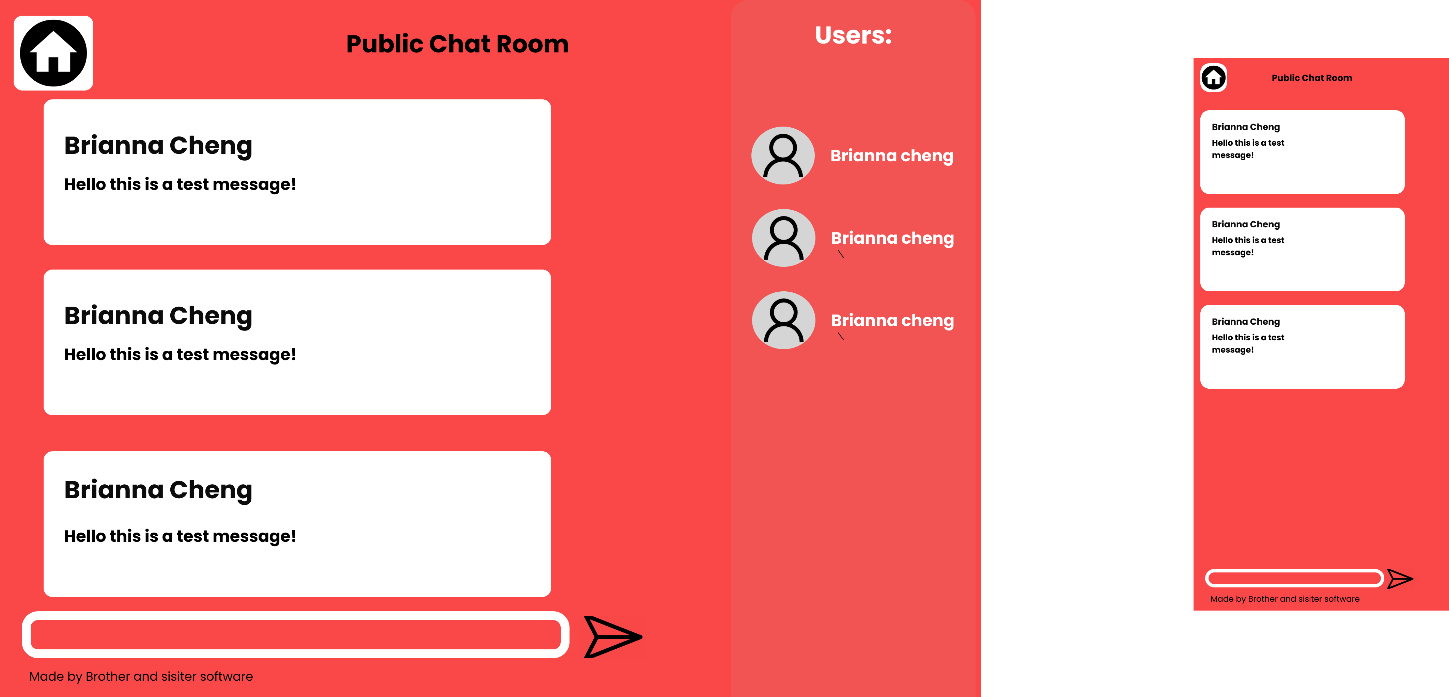 Public Chat Room
Brianna Cheng
Hello this is a test message!
Brianna Cheng
Hello this is a test message!
Brianna Cheng
Hello this is a test message!
Made by Brother and sisiter software
Users:
Brianna cheng
Brianna cheng
\
Brianna cheng
\
Public Chat Room
Brianna Cheng
Hello this is a test
message!
Brianna Cheng
Hello this is a test
message!
Brianna Cheng
Hello this is a test
message!
Made by Brother and sisiter software